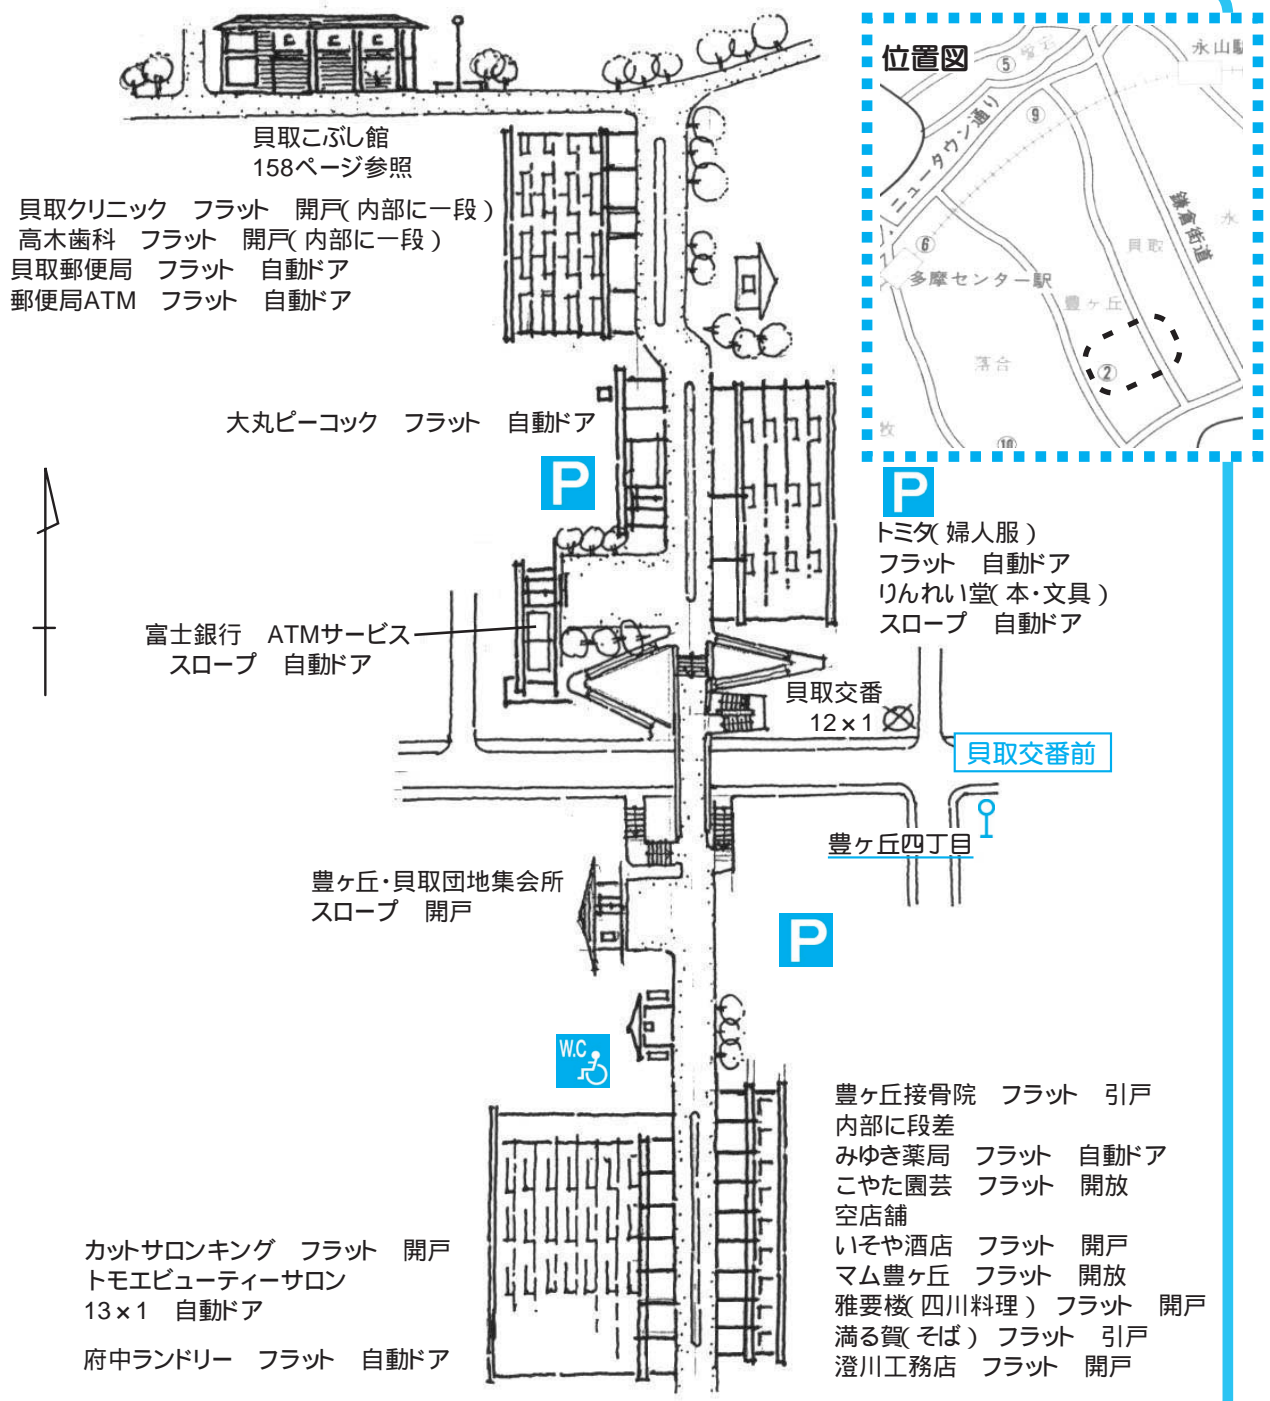 貝取こぶし館
158ページ参照
貝取クリニック　フラット　開戸(内部に一段)
高木歯科　フラット　開戸(内部に一段)
貝取郵便局　フラット　自動ドア
郵便局ATM　フラット　自動ドア
大丸ピーコック　フラット　自動ドア
P
富士銀行　ATMサービス
スロープ　自動ドア
位置図
永山駅
⑤
⑨
ニュータウン通り
鎌倉街道
永
貝取
⑥
多摩センター駅
豊ヶ丘
落合
②
牧
⑩
P
トミタ(婦人服)
フラット　自動ドア
りんれい堂(本・文具)
スロープ　自動ドア
貝取交番
12×1
貝取交番前
豊ヶ丘四丁目
豊ヶ丘・貝取団地集会所
スロープ　開戸
P
W.C
豊ヶ丘接骨院　フラット　引戸
内部に段差
みゆき薬局　フラット　自動ドア
こやた園芸　フラット　開放
空店舗
いそや酒店　フラット　開戸
マム豊ヶ丘　フラット　開放
雅要楼(四川料理)　フラット　開戸
満る賀(そば)　フラット　引戸
澄川工務店　フラット　開戸
カットサロンキング　フラット　開戸
トモエビューティーサロン
13×1　自動ドア
府中ランドリー　フラット　自動ドア